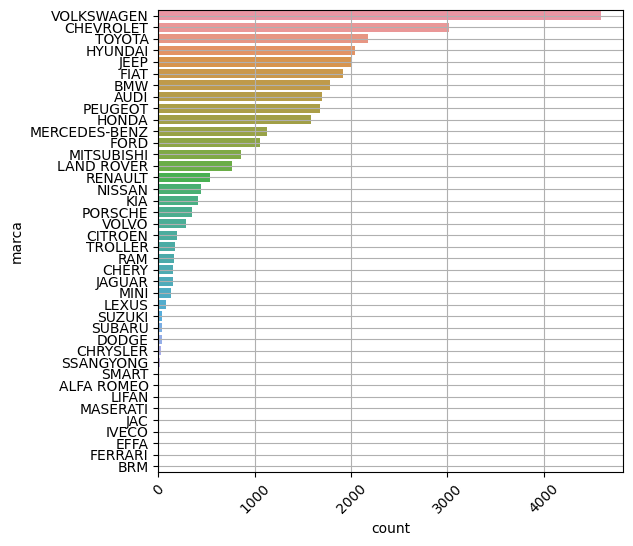 VOLKSWAGEN
CHEVROLET
TOYOTA
HYUNDAI
JEEP
FIAT
BMW
AUDI
PEUGEOT
HONDA
MERCEDES-BENZ
FORD
MITSUBISHI
LAND ROVER
RENAULT
NISSAN
KIA
PORSCHE
VOLVO
CITROËN
TROLLER
RAM
CHERY
JAGUAR
MINI
LEXUS
SUZUKI
SUBARU
DODGE
CHRYSLER
SSANGYONG
SMART
ALFA ROMEO
LIFAN
MASERATI
JAC
IVECO
EFFA
FERRARI
BRM
marca
0 1000 2000 3000 4000
count